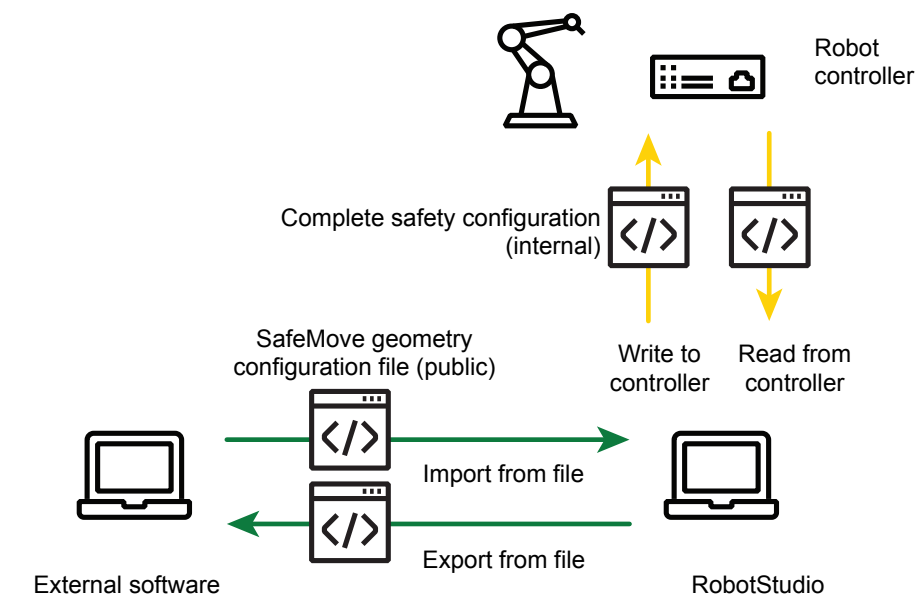 Robot
controller
Complete safety configuration
(internal)
</>
</>
Write to
controller
Read from
controller
SafeMove geometry
configuration file (public)
</>
Import from file
</>
Export from file
External software
RobotStudio